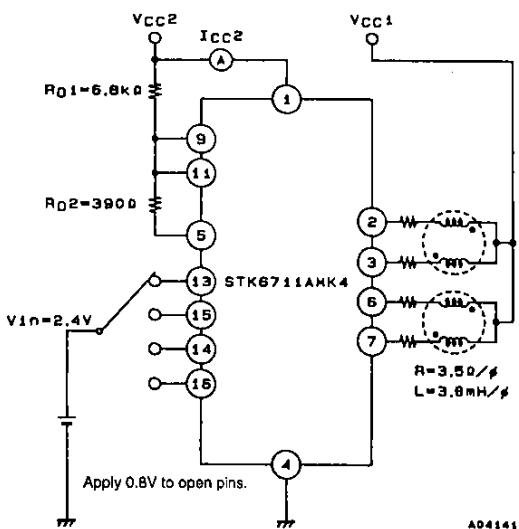 VCC2
ICC2
VCC1
A
RO1=6.8kΩ
1
9
11
RO2=390Ω
2
5
3
13
STK6711AMK4
6
Vin=2.4V
15
7
14
R=3.5Ω/ø
16
L=3.8mH/ø
4
Apply 0.8V to open pins.
A04141